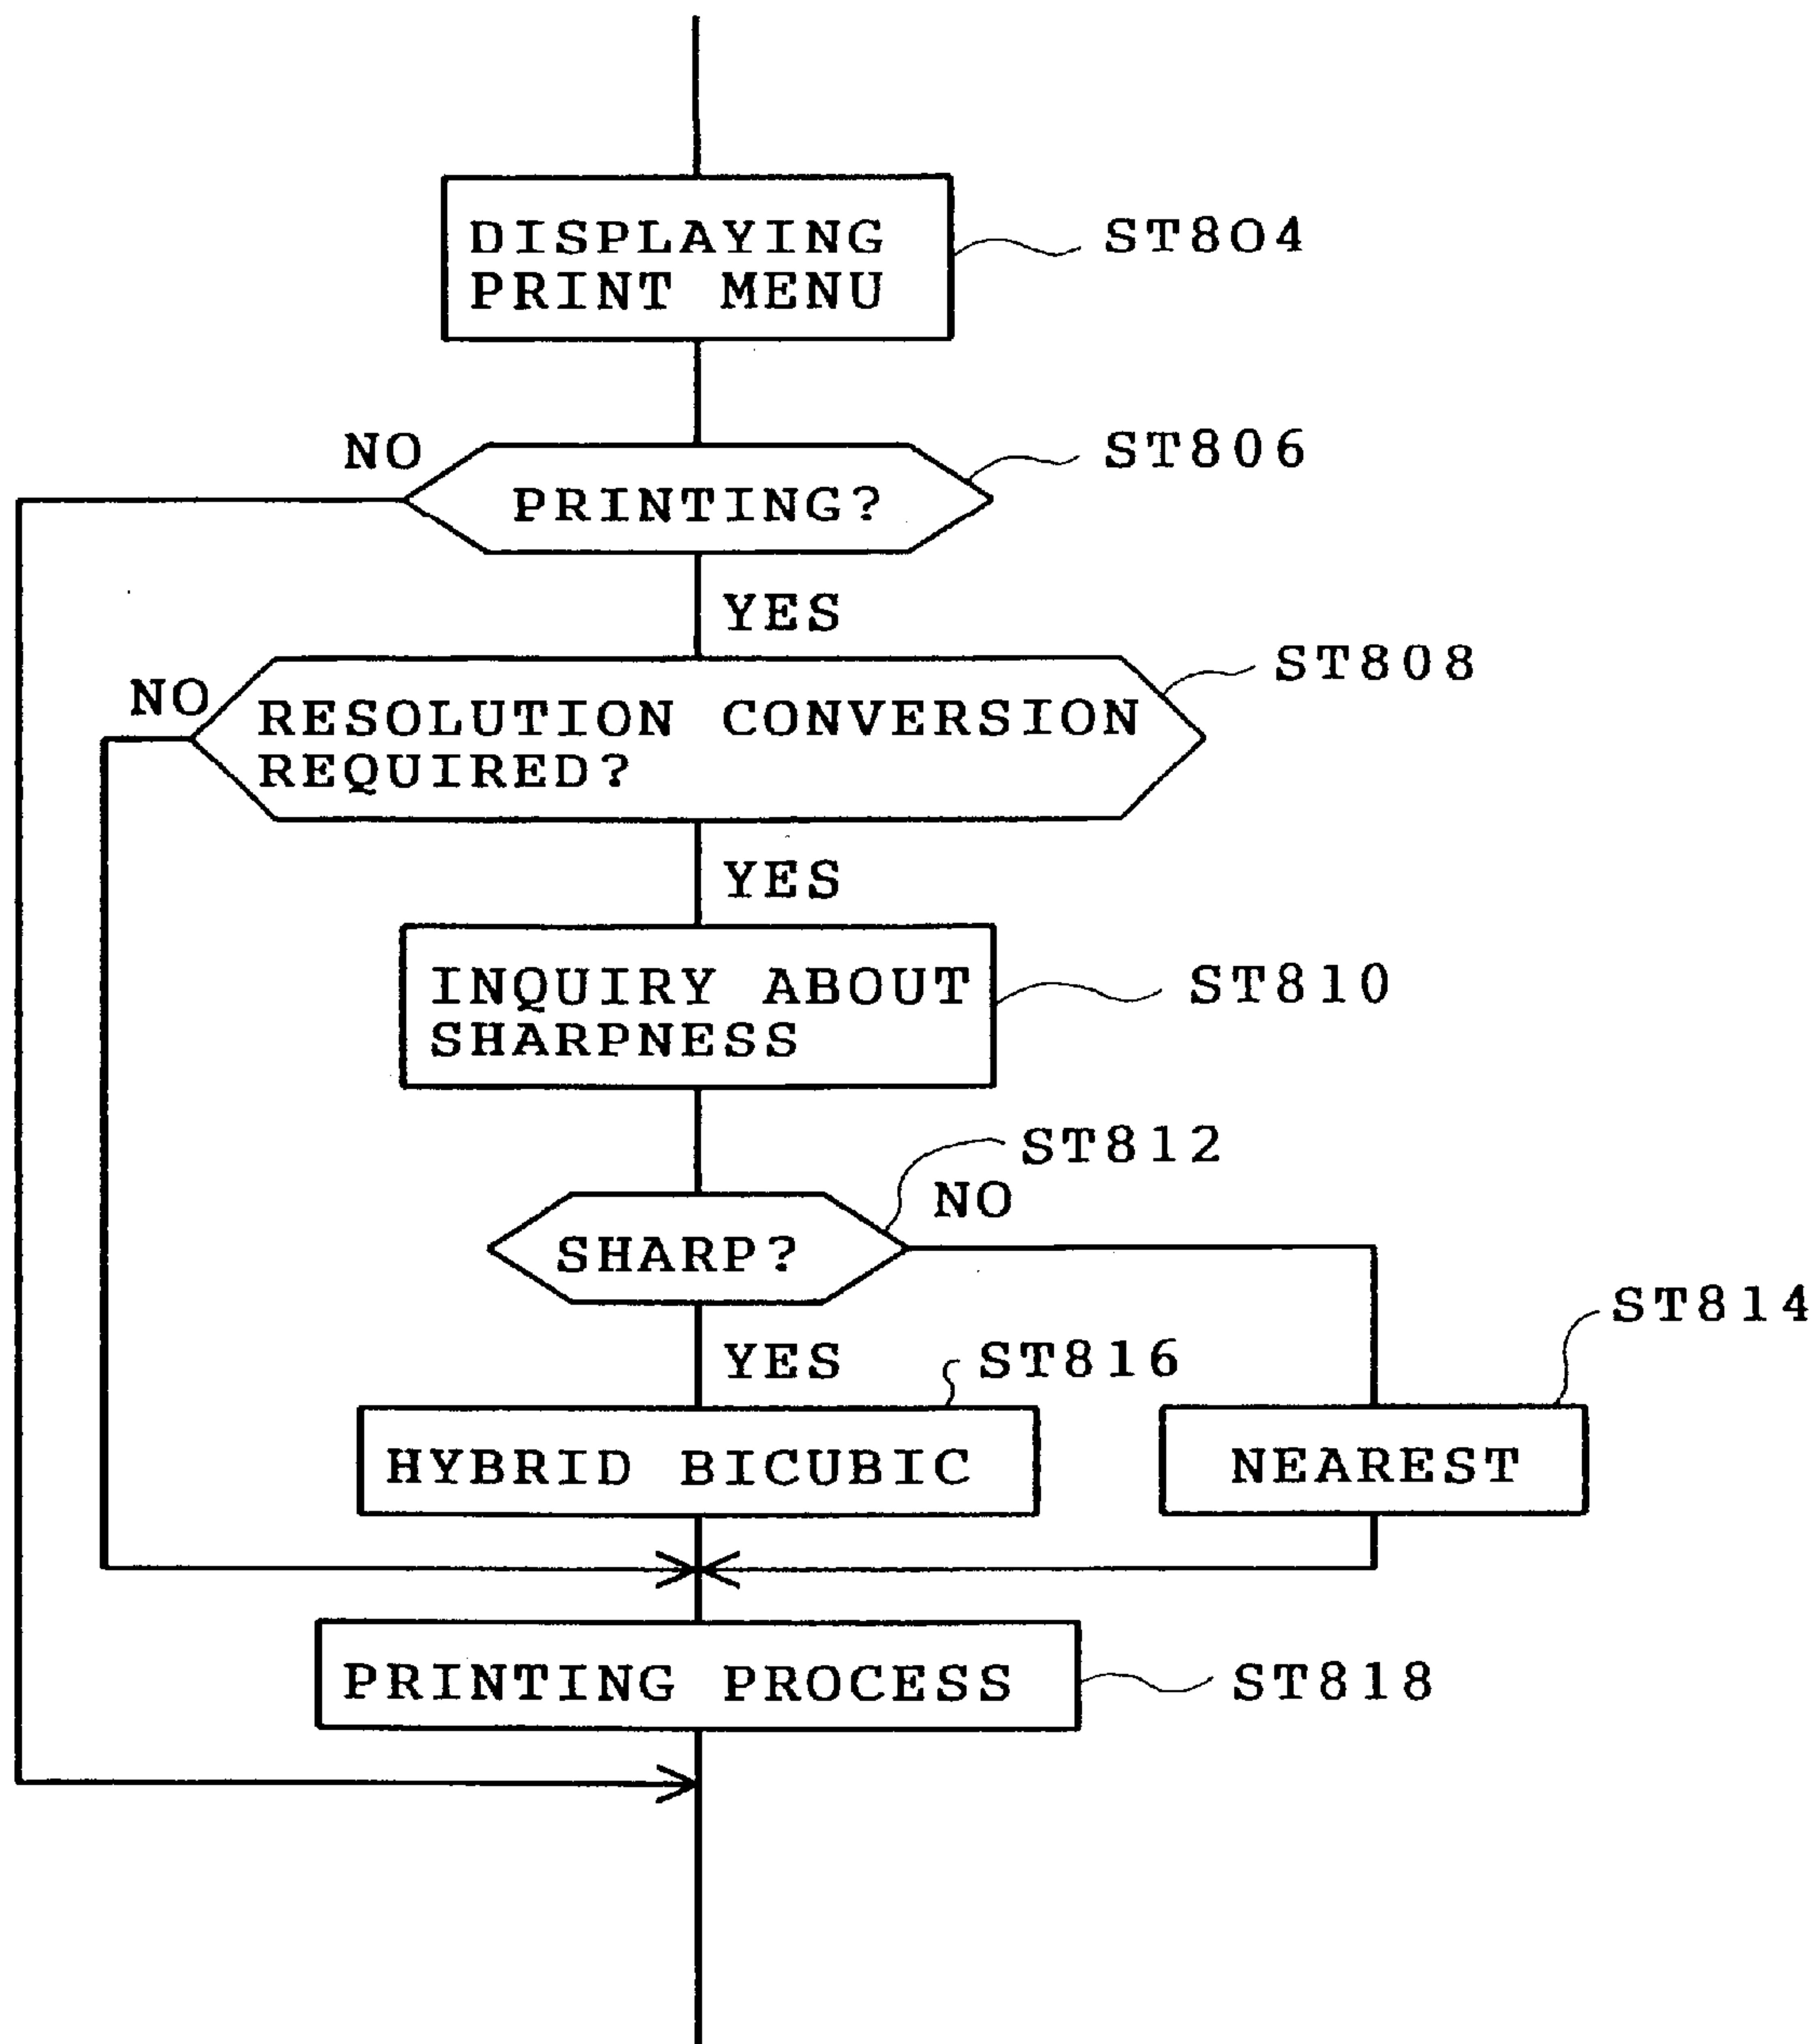 DISPLAYING
PRINT MENU
ST804
NO
PRINTING?
ST806
YES
NO
RESOLUTION CONVERSION
REQUIRED?
ST808
YES
INQUIRY ABOUT
SHARPNESS
ST810
ST812
NO
SHARP?
ST814
YES
ST816
HYBRID BICUBIC
NEAREST
PRINTING PROCESS
ST818